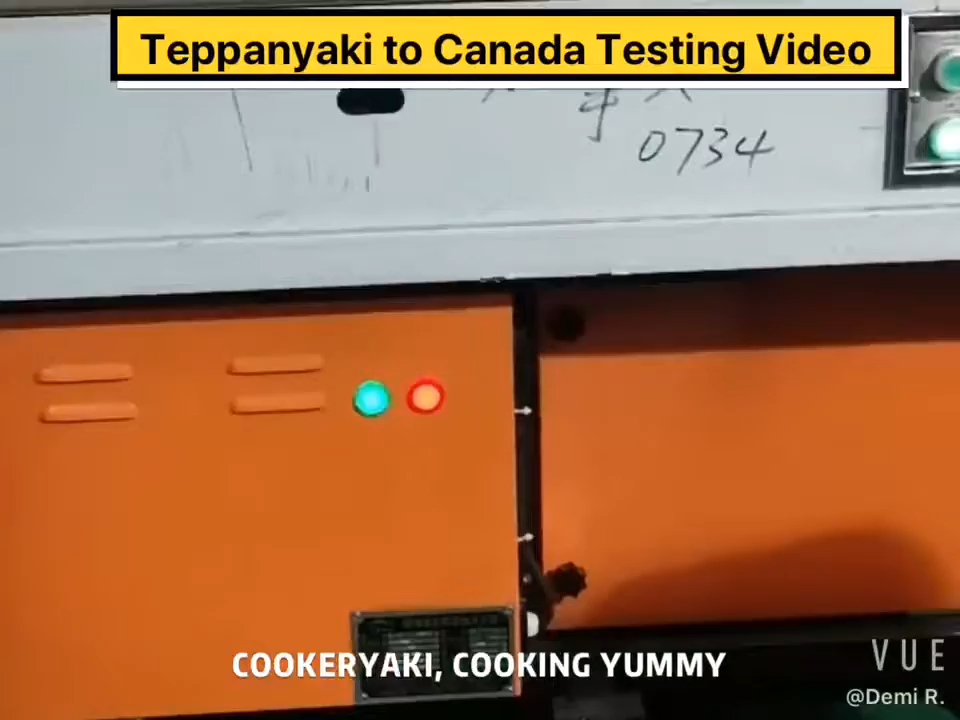 Teppanyaki to Canada Testing Video
0734
COOKERYAKI, COOKING YUMMY
VUE
@Demi R.